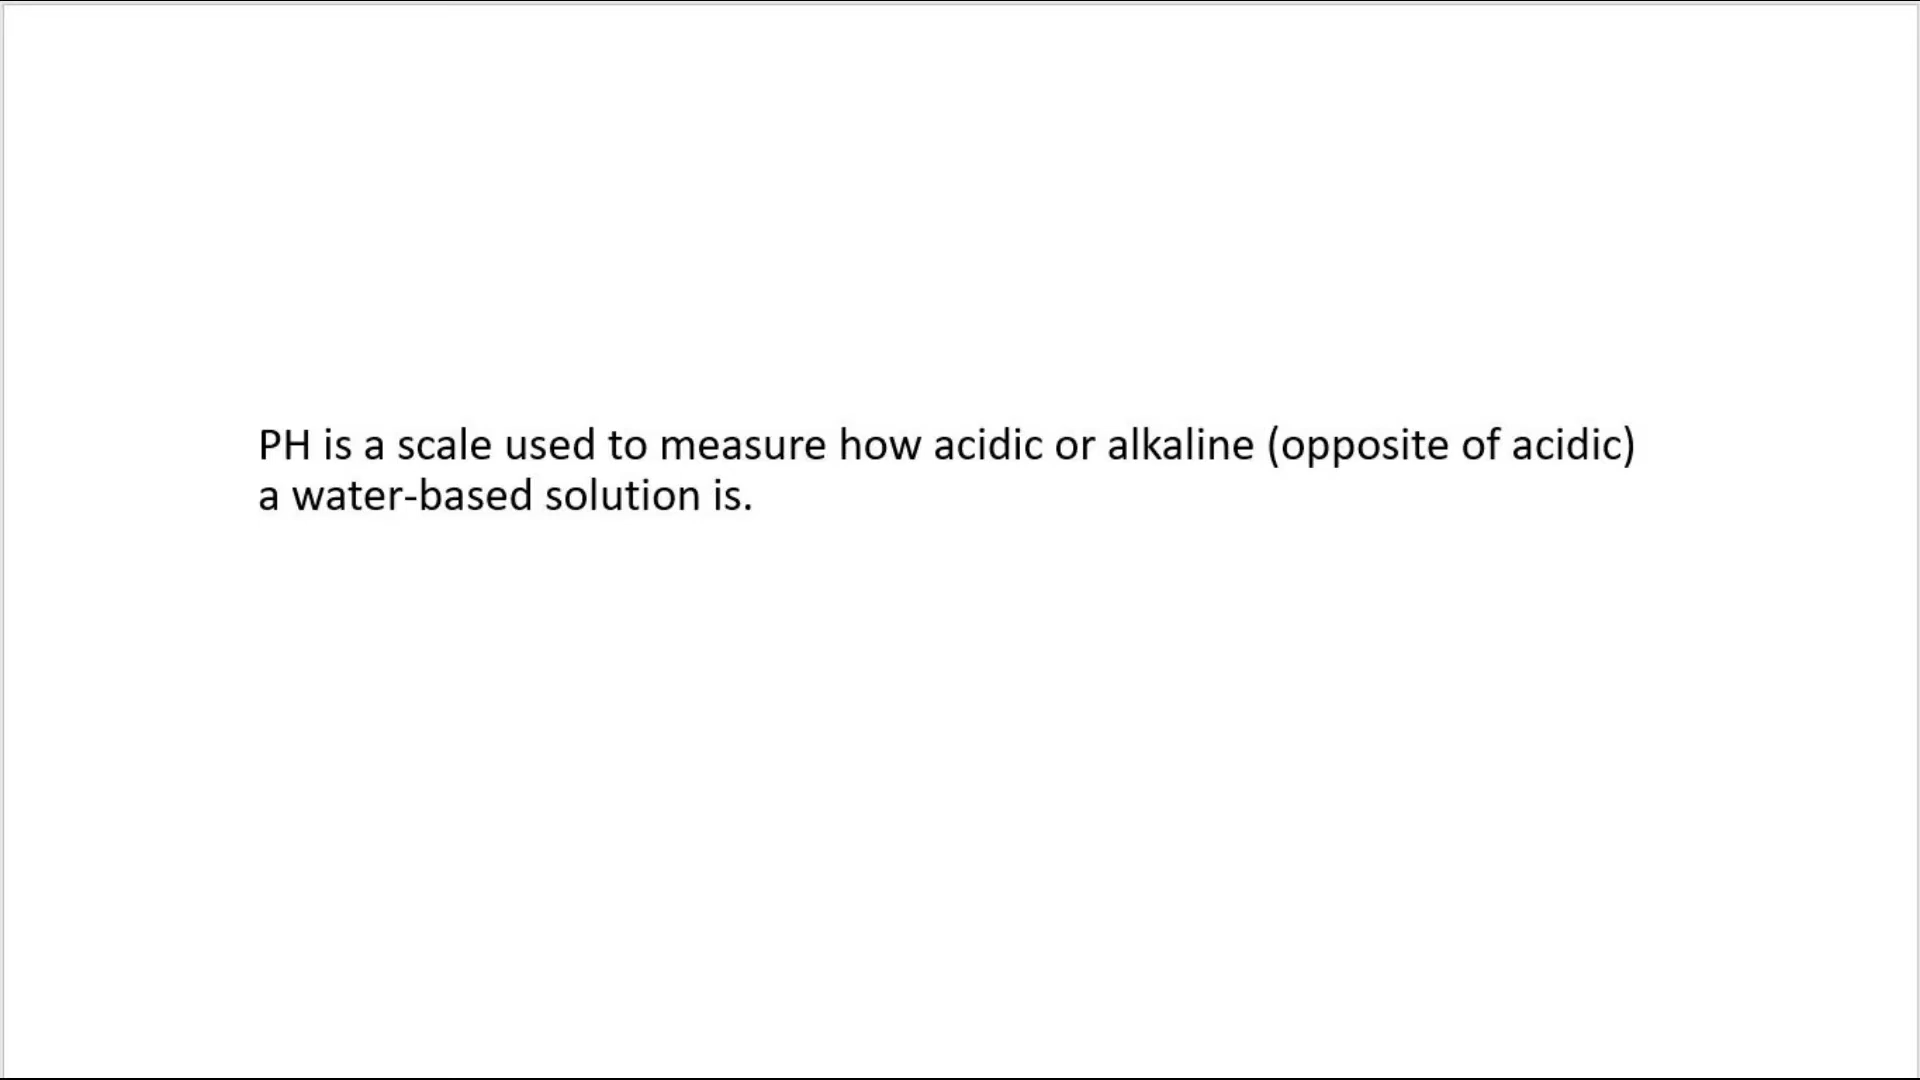 PH is a scale used to measure how acidic or alkaline (opposite of acidic)
a water-based solution is.